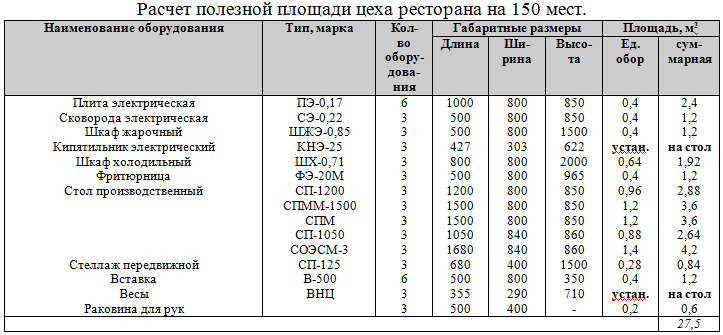 Расчет полезной площади цеха ресторана на 150 мест.
Наименование оборудования Тип, марка Кол-во обору-дова-ния Габаритные размеры Площадь, м2
Длина Ши-рина Высо-та Ед. обор сум-марная
Плита электрическая ПЭ-0,17 6 1000 800 850 0,4 2,4
Сковорода электрическая СЭ-0,22 3 500 800 850 0,4 1,2
Шкаф жарочный ШЖЭ-0,85 3 500 800 1500 0,4 1,2
Кипятильник электрический КНЭ-25 3 427 303 622 устан. на стол
Шкаф холодильный ШХ-0,71 3 800 800 2000 0,64 1,92
Фритюрница ФЭ-20М 3 500 800 965 0,4 1,2
Стол производственный СП-1200 3 1200 800 850 0,96 2,88
СПММ-1500 3 1500 800 850 1,2 3,6
СПМ 3 1500 800 850 1,2 3,6
СП-1050 3 1050 840 860 0,88 2,64
СОЭСМ-3 3 1680 840 860 1,4 4,2
Стеллаж передвижной СП-125 3 680 400 1500 0,28 0,84
Вставка В-500 6 500 800 350 0,4 1,2
Весы ВНЦ 3 355 290 710 устан. на стол
Раковина для рук 3 500 400 - 0,2 0,6
27,5